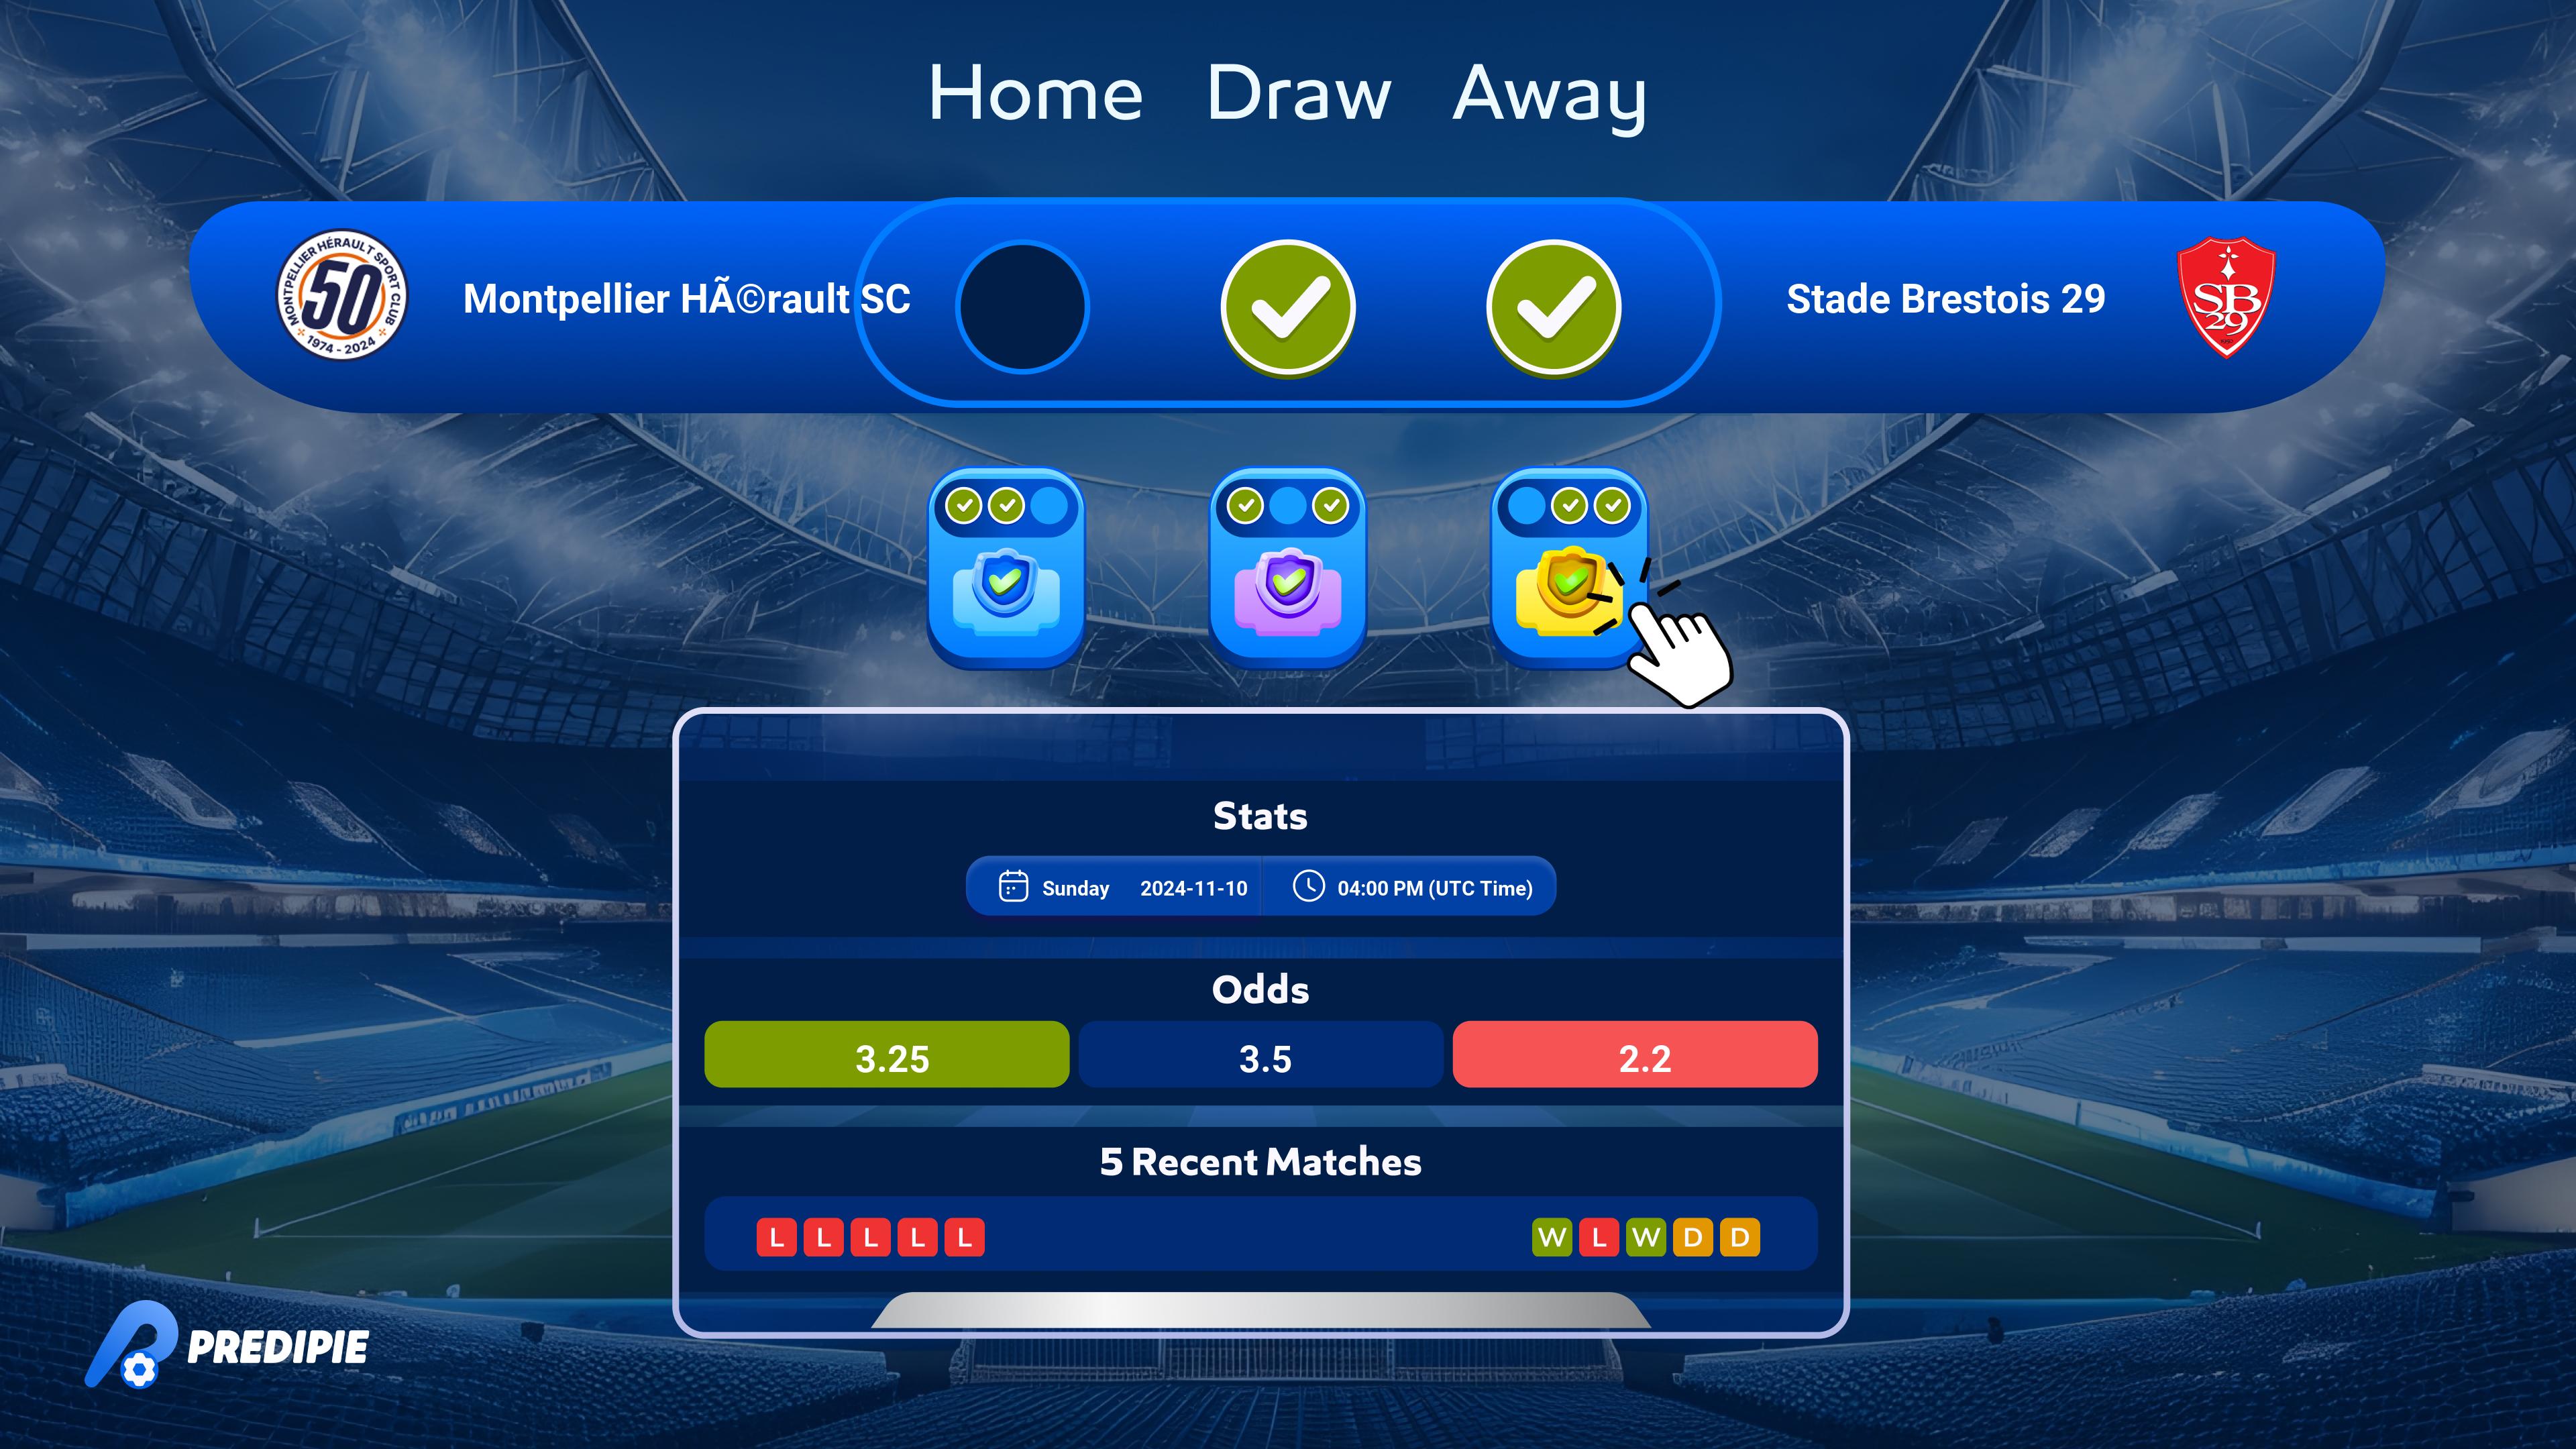 Home Draw Away
MONTPELLIER HÉRAULT SPORT CLUB
50
1974 - 2024
Montpellier HÃ©rault SC
Stade Brestois 29
SB
29
Stats
Sunday 2024-11-10 04:00 PM (UTC Time)
Odds
3.25 3.5 2.2
5 Recent Matches
L L L L L W L W D D
PREDIPIE